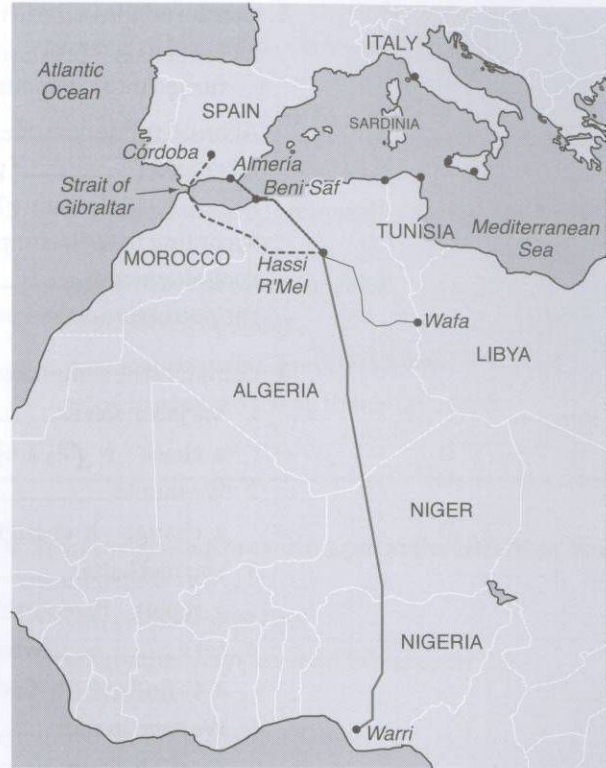 ITALY
Atlantic
Ocean
SPAIN
SARDINIA
Córdoba
Almería
Strait of
Gibraltar
Beni-Saf
TUNISIA
Mediterranean
Sea
MOROCCO
Hassi
R'Mel
Wafa
LIBYA
ALGERIA
NIGER
NIGERIA
Warri